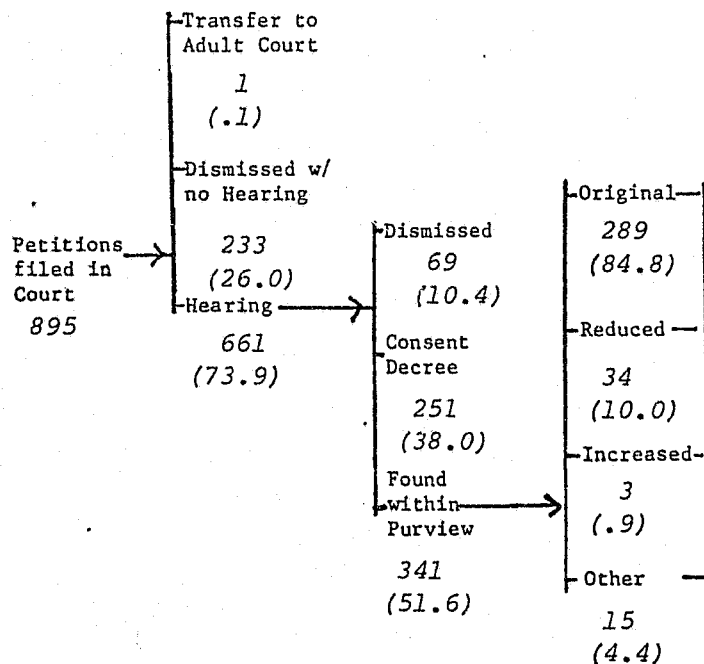 Petitions
filed in
Court
895
Transfer to
Adult Court
1
(.1)
Dismissed w/
no Hearing
233
(26.0)
Hearing
661
(73.9)
Dismissed
69
(10.4)
Consent
Decree
251
(38.0)
Found
within
Purview
341
(51.6)
Original
289
(84.8)
Reduced
34
(10.0)
Increased
3
(.9)
Other
15
(4.4)